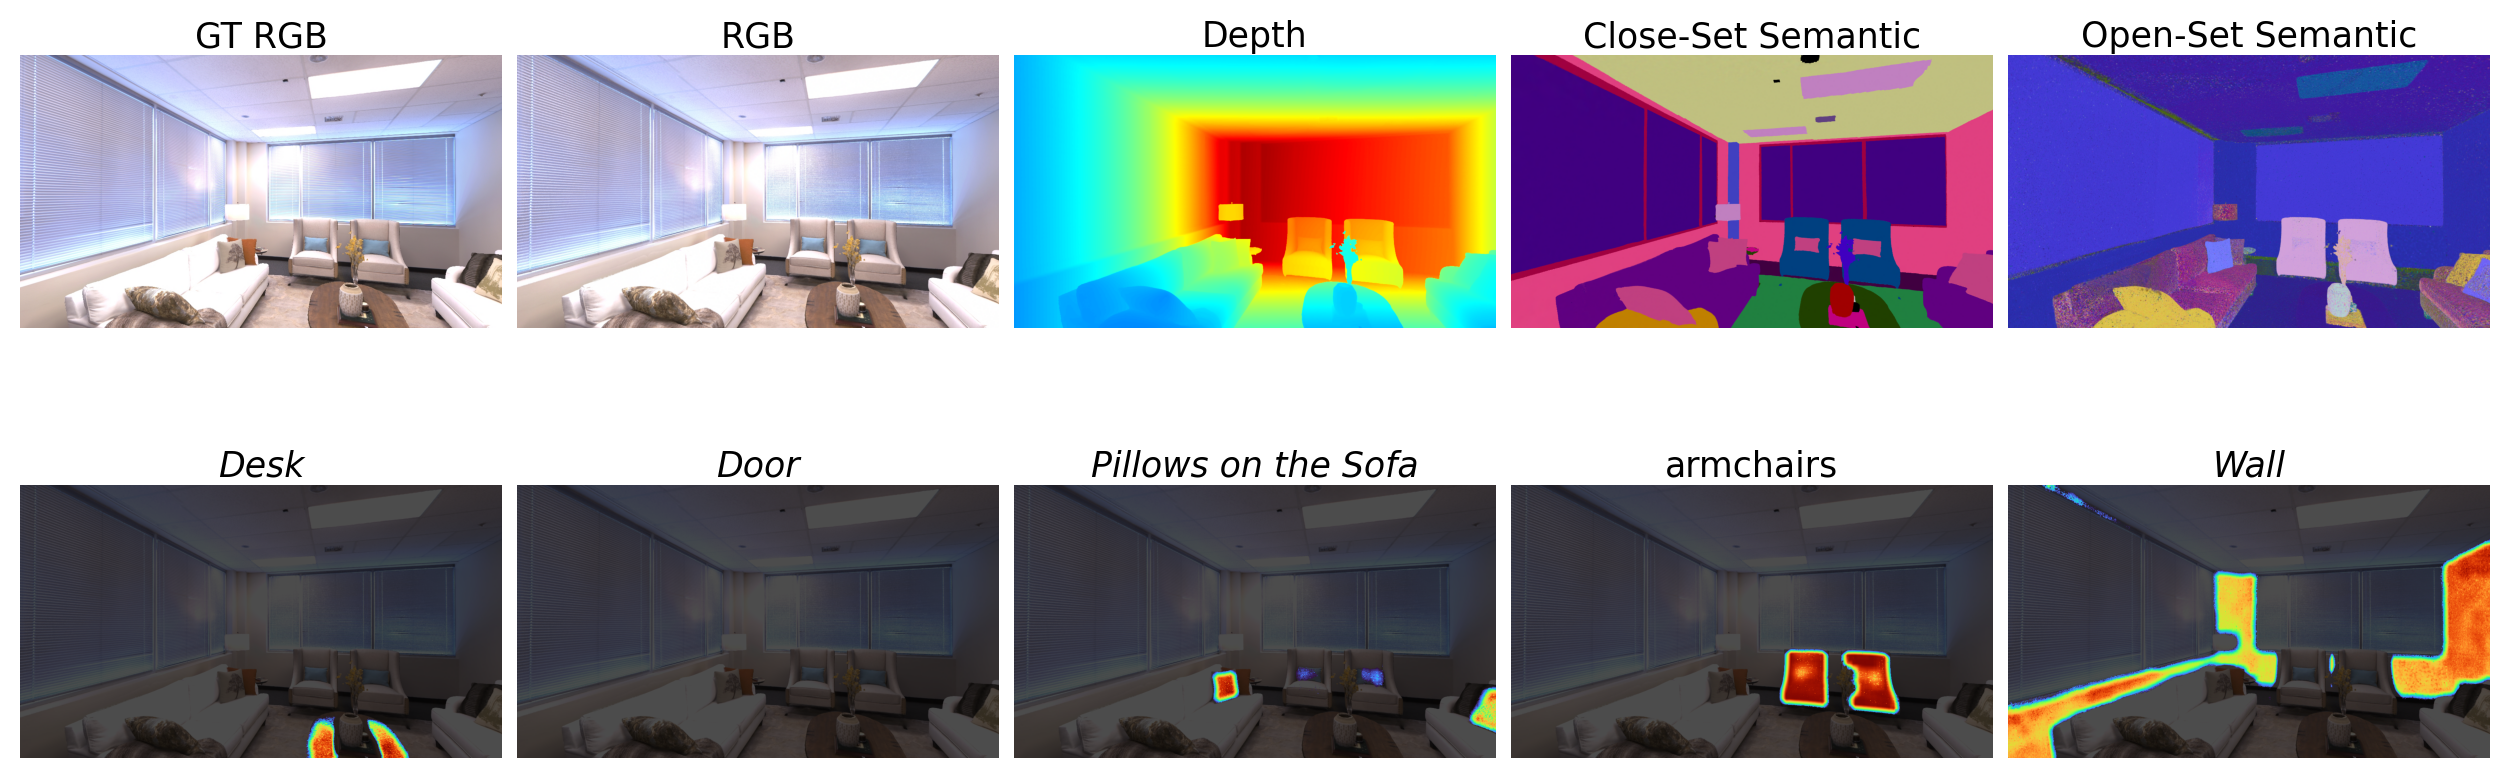 GT RGB
RGB
Depth
Close-Set Semantic
Open-Set Semantic
Desk
Door
Pillows on the Sofa
armchairs
Wall